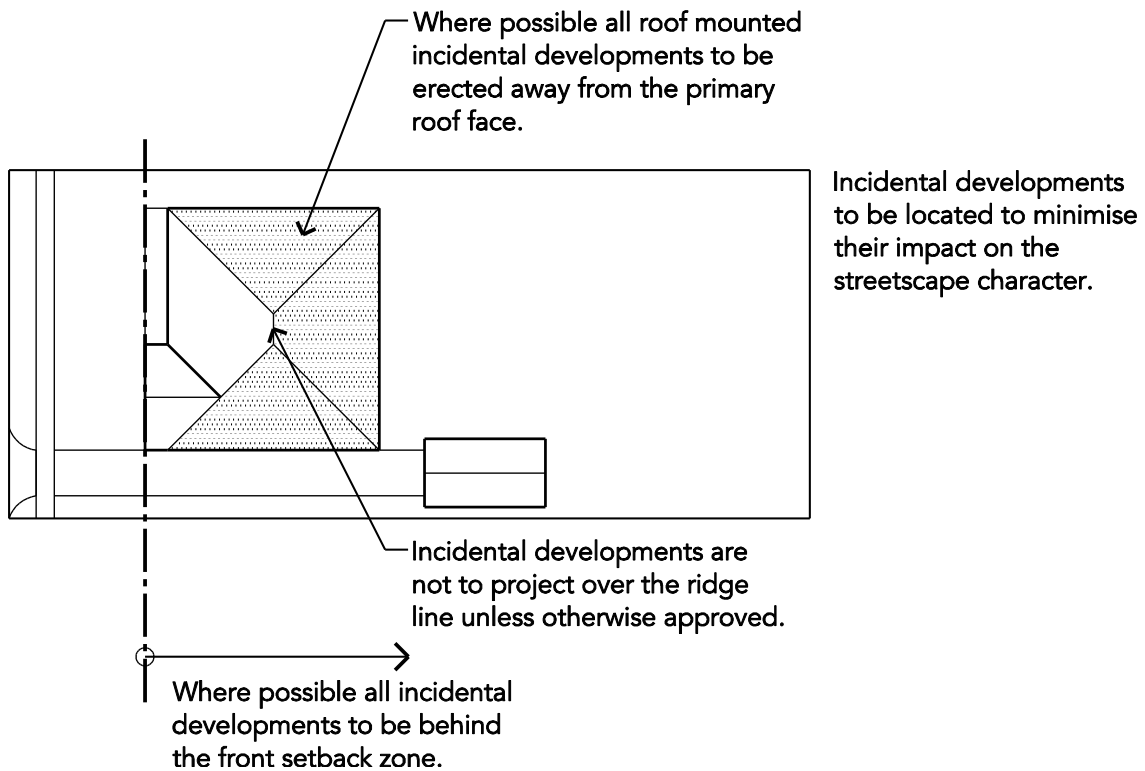 Where possible all roof mounted
incidental developments to be
erected away from the primary
roof face.
Incidental developments
to be located to minimise
their impact on the
streetscape character.
Incidental developments are
not to project over the ridge
line unless otherwise approved.
Where possible all incidental
developments to be behind
the front setback zone.